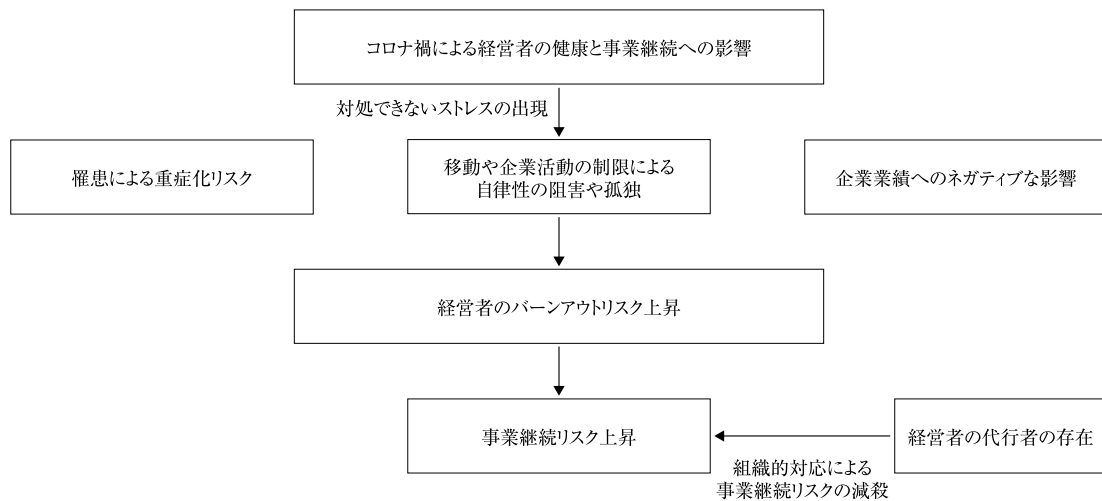 コロナ禍による経営者の健康と事業継続への影響
対処できないストレスの出現
罹患による重症化リスク
移動や企業活動の制限による
自律性の阻害や孤独
企業業績へのネガティブな影響
経営者のバーンアウトリスク上昇
事業継続リスク上昇
経営者の代行者の存在
組織的対応による
事業継続リスクの減殺